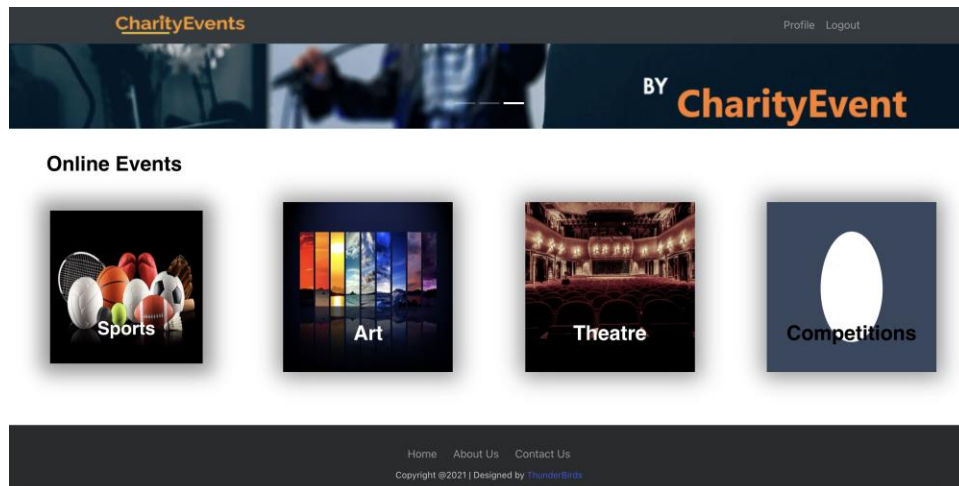 CharityEvents
Profile Logout
BY CharityEvent
Online Events
Sports
Art
Theatre
Competitions
Home About Us Contact Us
Copyright @2021 | Designed by ThunderBirds